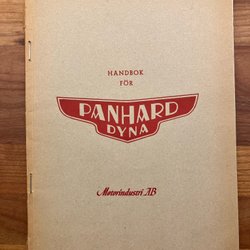 HANDBOK
FÖR
PANHARD
DYNA
Motorindustri AB